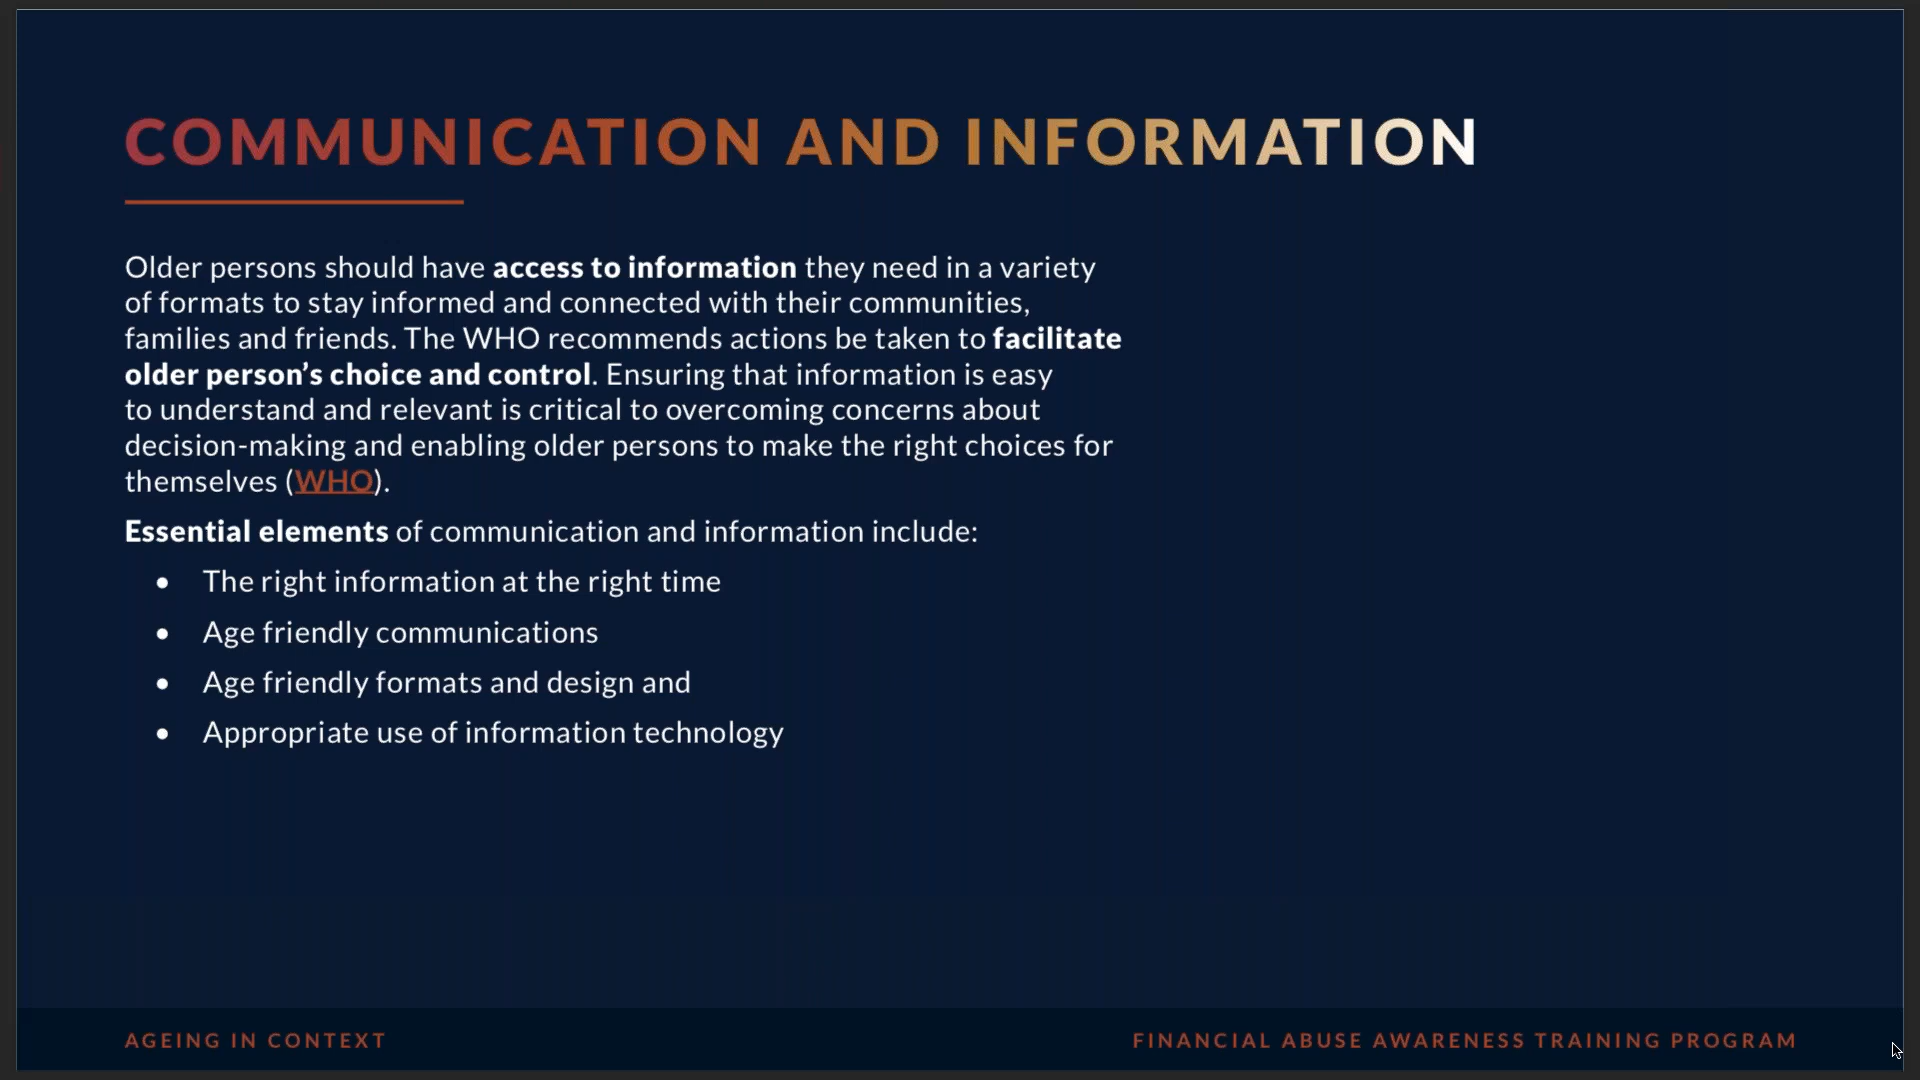 COMMUNICATION AND INFORMATION
Older persons should have access to information they need in a variety
of formats to stay informed and connected with their communities,
families and friends. The WHO recommends actions be taken to facilitate
older person’s choice and control. Ensuring that information is easy
to understand and relevant is critical to overcoming concerns about
decision-making and enabling older persons to make the right choices for
themselves (WHO).
Essential elements of communication and information include:
• The right information at the right time
• Age friendly communications
• Age friendly formats and design and
• Appropriate use of information technology
AGEING IN CONTEXT
FINANCIAL ABUSE AWARENESS TRAINING PROGRAM